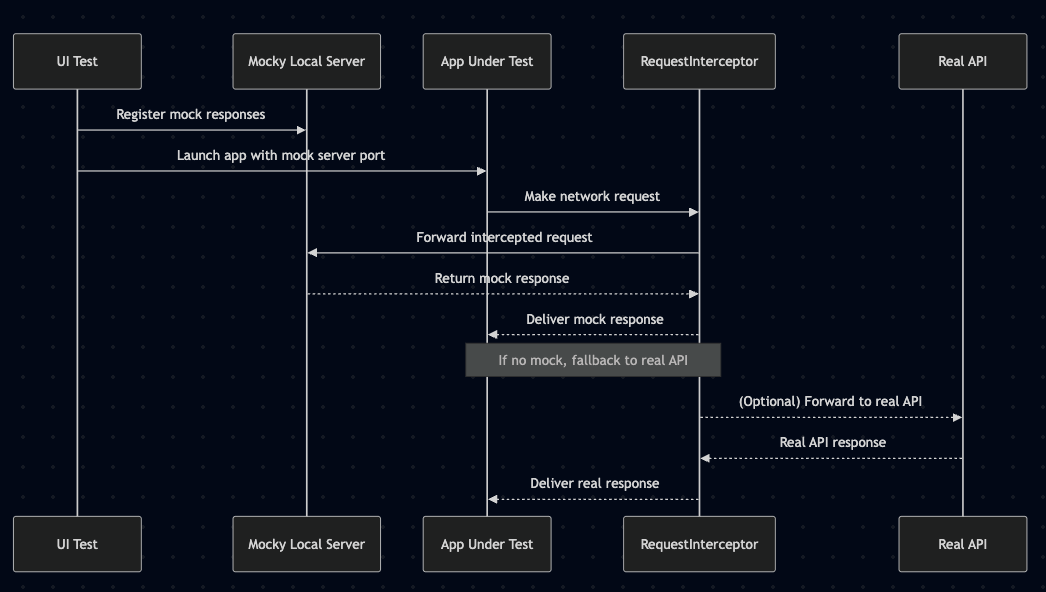 UI Test
Mocky Local Server
App Under Test
RequestInterceptor
Real API
Register mock responses
Launch app with mock server port
Make network request
Forward intercepted request
Return mock response
Deliver mock response
If no mock, fallback to real API
(Optional) Forward to real API
Real API response
Deliver real response
UI Test
Mocky Local Server
App Under Test
RequestInterceptor
Real API